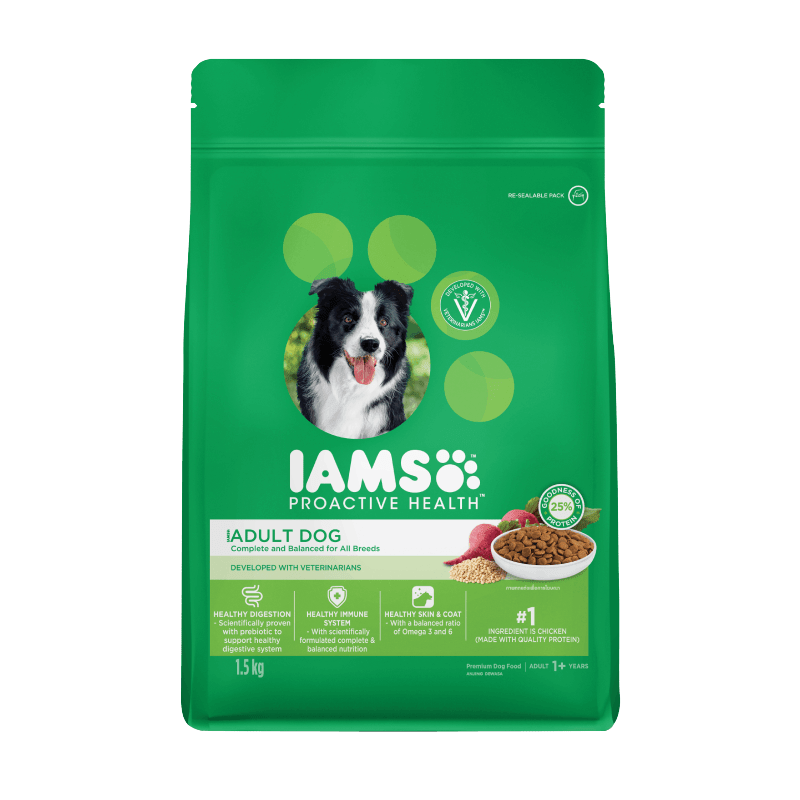 RE-SEALABLE PACK
DEVELOPED WITH
VETERINARIANS IAMS™
IAMS™
PROACTIVE HEALTH™
ADULT DOG
Complete and Balanced for All Breeds
DEVELOPED WITH VETERINARIANS
GOODNESS OF
25%
PROTEIN
HEALTHY DIGESTION
- Scientifically proven
with prebiotic to
support healthy
digestive system
HEALTHY IMMUNE
SYSTEM
- With scientifically
formulated complete &
balanced nutrition
HEALTHY SKIN & COAT
- With a balanced ratio
of Omega 3 and 6
#1
INGREDIENT IS CHICKEN
(MADE WITH QUALITY PROTEIN)
1.5 kg
Premium Dog Food | ADULT 1+ YEARS